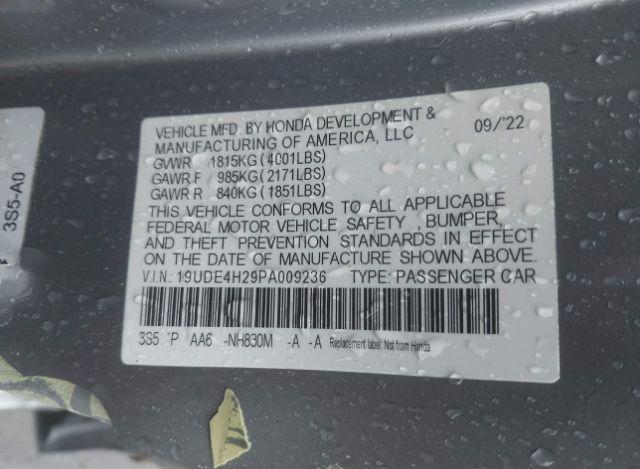 VEHICLE MFD. BY HONDA DEVELOPMENT &
MANUFACTURING OF AMERICA, LLC 09/'22
GVWR 1815KG(4001LBS)
GAWR F 985KG(2171LBS)
GAWR R 840KG(1851LBS)
THIS VEHICLE CONFORMS TO ALL APPLICABLE
FEDERAL MOTOR VEHICLE SAFETY , BUMPER,
AND THEFT PREVENTION STANDARDS IN EFFECT
ON THE DATE OF MANUFACTURE SHOWN ABOVE.
V.I.N.: 19UDE4H29PA009236 TYPE: PASSENGER CAR
3S5 P AA6 -NH830M -A -A Replacement label: Not from Honda
3S5-A0